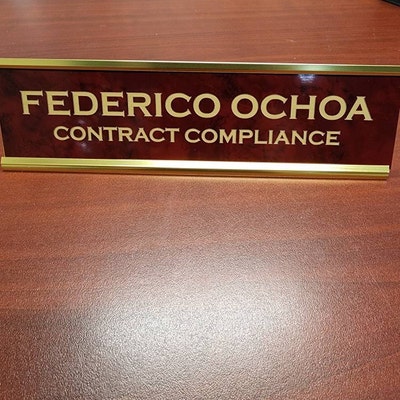 FEDERICO OCHOA
CONTRACT COMPLIANCE